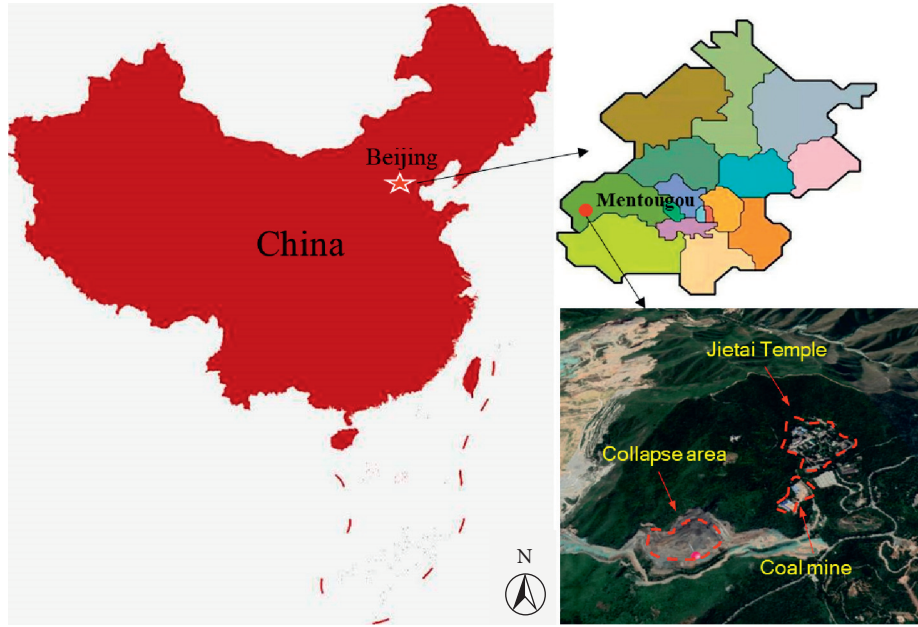 Beijing
China
N
Mentougou
Jietai Temple
Collapse area
Coal mine